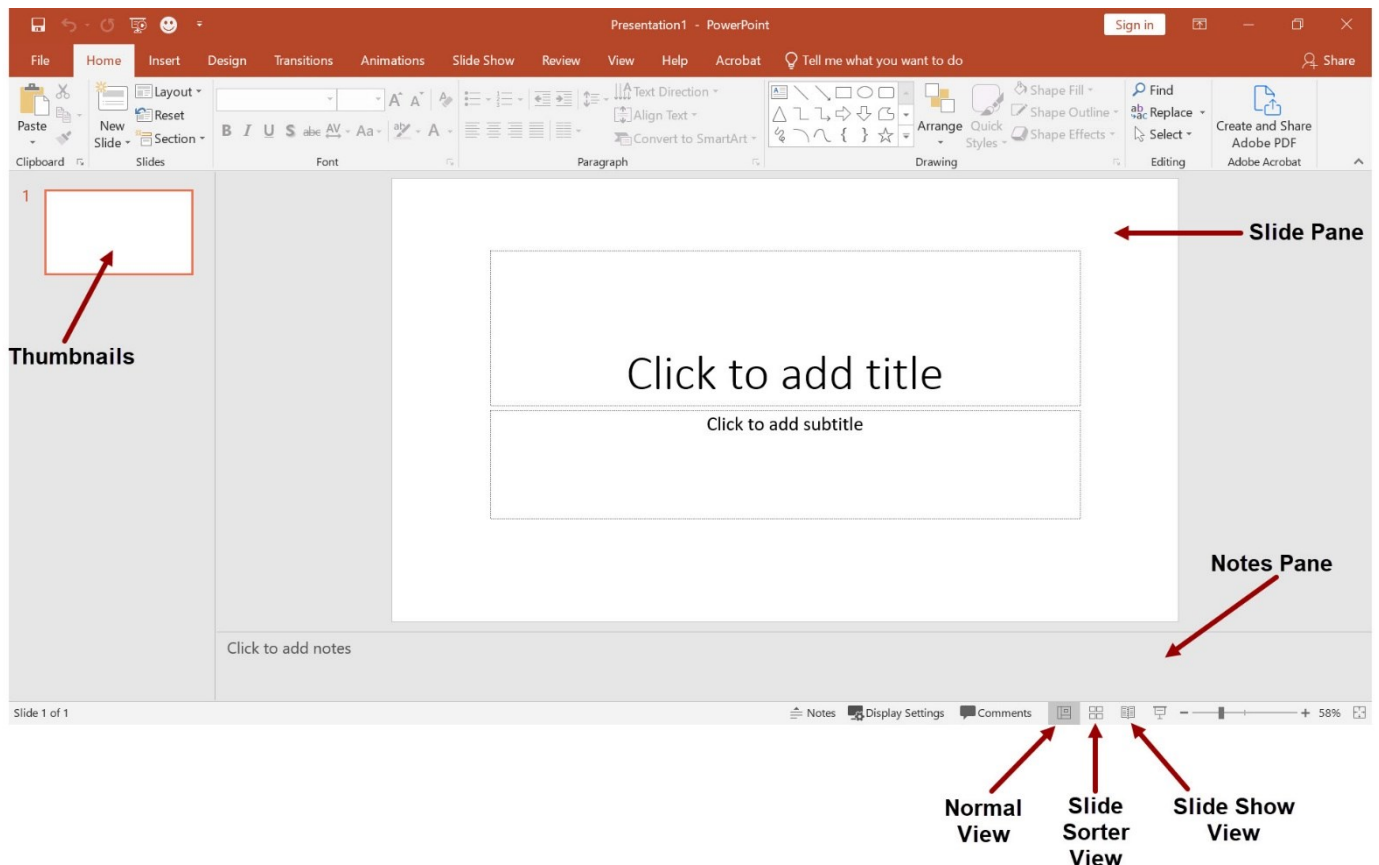 Presentation1 - PowerPoint
Sign in
File Home Insert Design Transitions Animations Slide Show Review View Help Acrobat Tell me what you want to do Share
Paste
Clipboard
New Slide
Layout
Reset
Section
Slides
B I U S abc AV Aa A
A A
Font
Text Direction
Align Text
Convert to SmartArt
Paragraph
Arrange
Quick Styles
Shape Fill
Shape Outline
Shape Effects
Drawing
Find
Replace
Select
Editing
Create and Share
Adobe PDF
Adobe Acrobat
1
Slide Pane
Thumbnails
Click to add title
Click to add subtitle
Notes Pane
Click to add notes
Slide 1 of 1
Notes Display Settings Comments 58%
Normal
View
Slide
Sorter
View
Slide Show
View